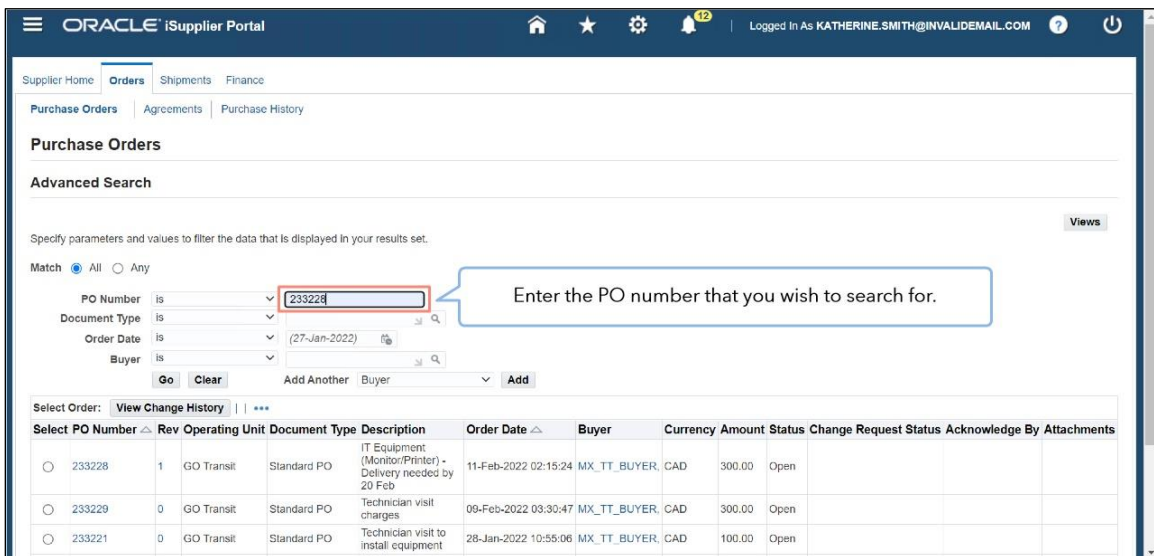 ORACLE iSupplier Portal
12
Logged In As KATHERINE.SMITH@INVALIDEMAIL.COM
?
Supplier Home Orders Shipments Finance
Purchase Orders Agreements Purchase History
Purchase Orders
Advanced Search
Views
Specify parameters and values to filter the data that is displayed in your results set.
Match All Any
PO Number is 233228
Enter the PO number that you wish to search for.
Document Type is
Order Date is (27-Jan-2022)
Buyer is
Go Clear Add Another Buyer Add
Select Order: View Change History | | •••
Select PO Number Rev Operating Unit Document Type Description Order Date Buyer Currency Amount Status Change Request Status Acknowledge By Attachments
IT Equipment
(Monitor/Printer) -
233228 1 GO Transit Standard PO Delivery needed by 11-Feb-2022 02:15:24 MX_TT_BUYER, CAD 300.00 Open
20 Feb
Technician visit
233229 0 GO Transit Standard PO charges 09-Feb-2022 03:30:47 MX_TT_BUYER, CAD 300.00 Open
Technician visit to
233221 0 GO Transit Standard PO install equipment 28-Jan-2022 10:55:06 MX_TT_BUYER, CAD 100.00 Open